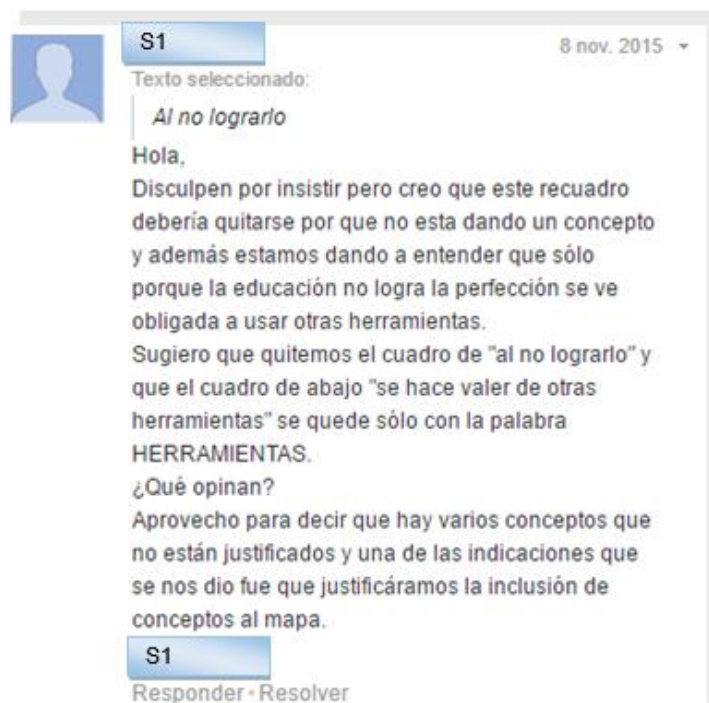 S1
8 nov. 2015
Texto seleccionado:
Al no lograrlo
Hola,
Disculpen por insistir pero creo que este recuadro
debería quitarse por que no esta dando un concepto
y además estamos dando a entender que sólo
porque la educación no logra la perfección se ve
obligada a usar otras herramientas.
Sugiero que quitemos el cuadro de "al no lograrlo" y
que el cuadro de abajo "se hace valer de otras
herramientas" se quede sólo con la palabra
HERRAMIENTAS.
¿Qué opinan?
Aprovecho para decir que hay varios conceptos que
no están justificados y una de las indicaciones que
se nos dio fue que justificáramos la inclusión de
conceptos al mapa.
S1
Responder • Resolver